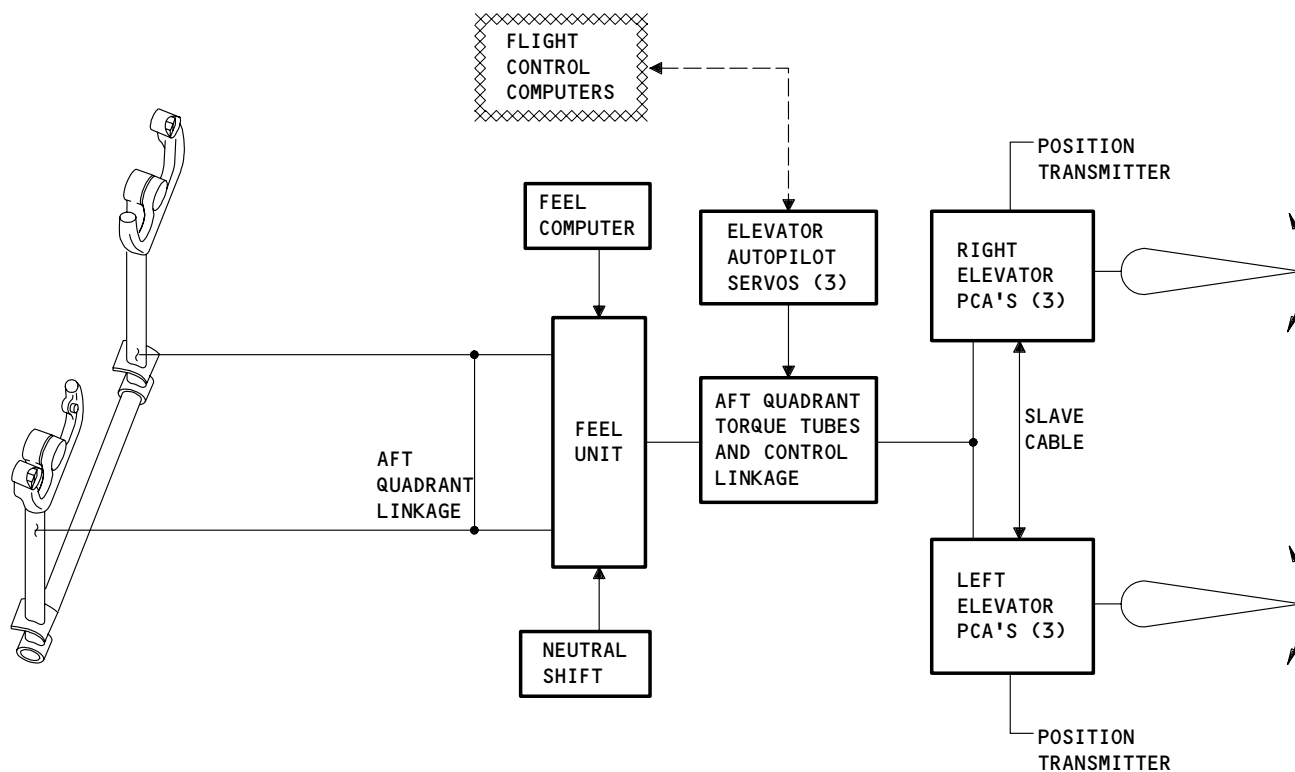 FLIGHT
CONTROL
COMPUTERS
POSITION
TRANSMITTER
FEEL
COMPUTER
ELEVATOR
AUTOPILOT
SERVOS (3)
RIGHT
ELEVATOR
PCA'S (3)
AFT
QUADRANT
LINKAGE
FEEL
UNIT
AFT QUADRANT
TORQUE TUBES
AND CONTROL
LINKAGE
SLAVE
CABLE
LEFT
ELEVATOR
PCA'S (3)
NEUTRAL
SHIFT
POSITION
TRANSMITTER